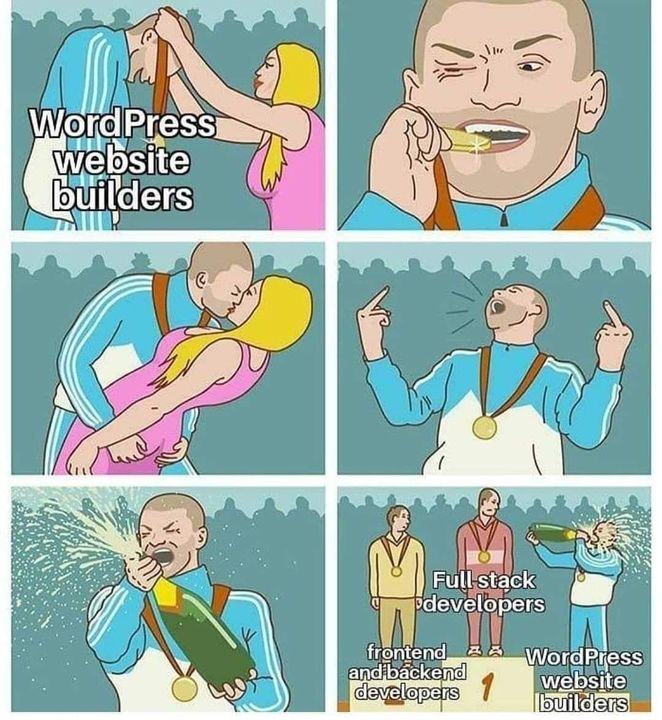 WordPress
website
builders
Full stack
developers
frontend
and backend
developers
1
WordPress
website
builders